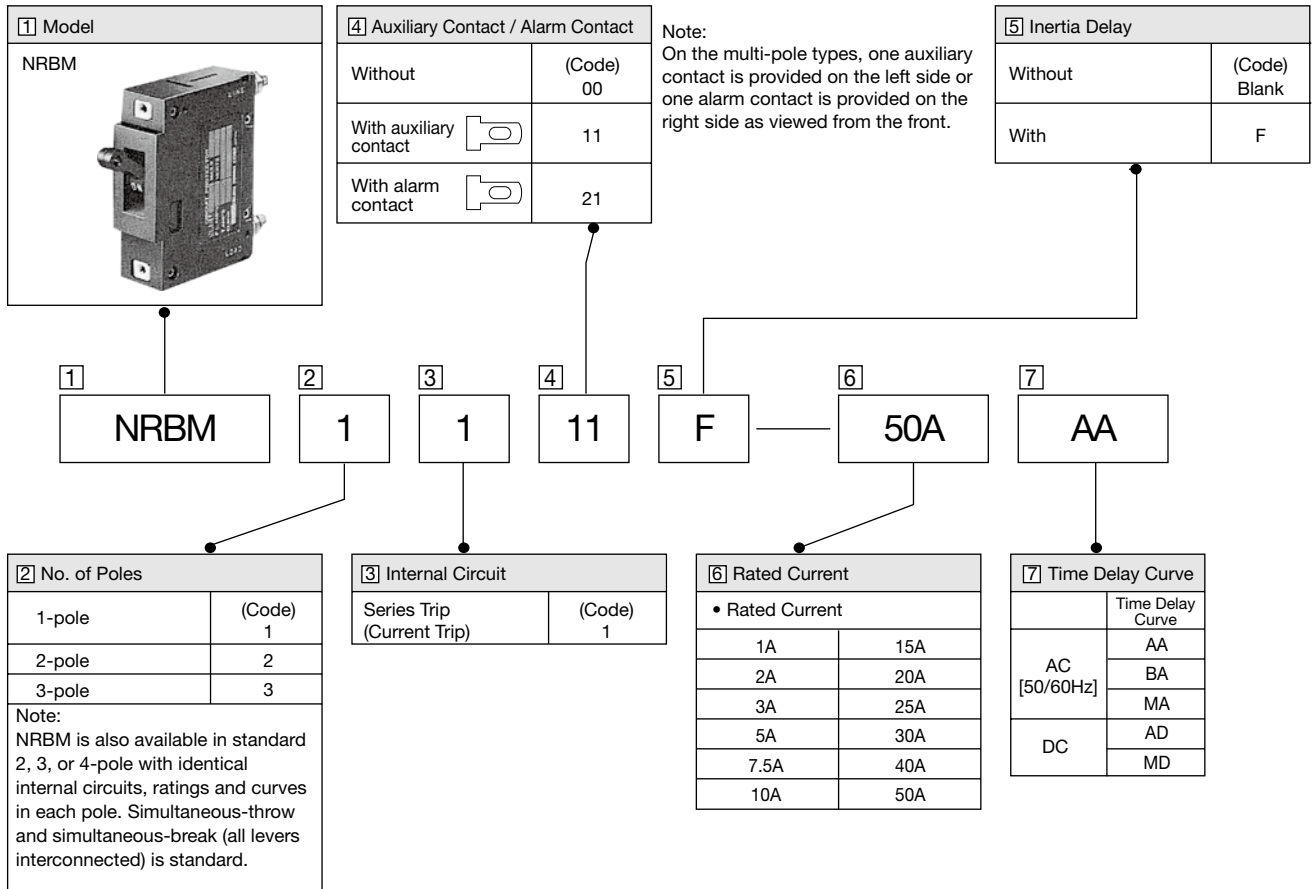 1 Model
NRBM
4 Auxiliary Contact / Alarm Contact
Without
(Code)
00
With auxiliary
contact
11
With alarm
contact
21
Note:
On the multi-pole types, one auxiliary
contact is provided on the left side or
one alarm contact is provided on the
right side as viewed from the front.
5 Inertia Delay
Without
(Code)
Blank
With
F
1
2
3
4
5
6
7
NRBM
1
1
11
F
50A
AA
2 No. of Poles
1-pole
(Code)
1
2-pole
2
3-pole
3
Note:
NRBM is also available in standard
2, 3, or 4-pole with identical
internal circuits, ratings and curves
in each pole. Simultaneous-throw
and simultaneous-break (all levers
interconnected) is standard.
3 Internal Circuit
Series Trip
(Current Trip)
(Code)
1
6 Rated Current
• Rated Current
1A 15A
2A 20A
3A 25A
5A 30A
7.5A 40A
10A 50A
7 Time Delay Curve
Time Delay
Curve
AC
[50/60Hz]
AA
BA
MA
DC
AD
MD